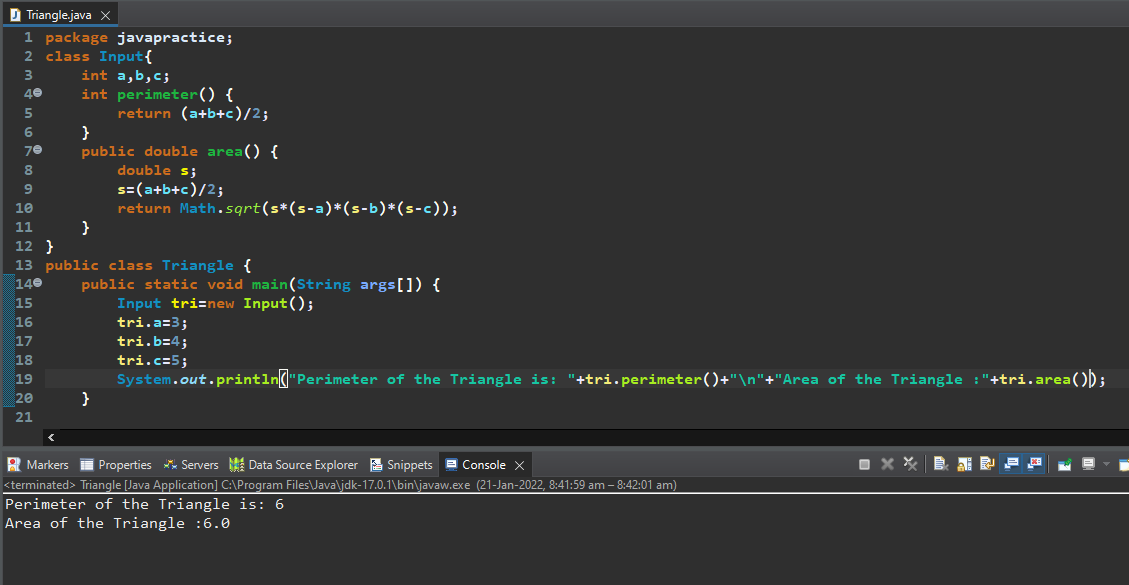 Triangle.java
1 package javapractice;
2 class Input{
3     int a,b,c;
4     int perimeter() {
5         return (a+b+c)/2;
6     }
7     public double area() {
8         double s;
9         s=(a+b+c)/2;
10         return Math.sqrt(s*(s-a)*(s-b)*(s-c));
11     }
12 }
13 public class Triangle {
14     public static void main(String args[]) {
15         Input tri=new Input();
16         tri.a=3;
17         tri.b=4;
18         tri.c=5;
19         System.out.println("Perimeter of the Triangle is: "+tri.perimeter()+"\n"+"Area of the Triangle :"+tri.area());
20     }
21
Markers Properties Servers Data Source Explorer Snippets Console
<terminated> Triangle [Java Application] C:\Program Files\Java\jdk-17.0.1\bin\javaw.exe (21-Jan-2022, 8:41:59 am – 8:42:01 am)
Perimeter of the Triangle is: 6
Area of the Triangle :6.0